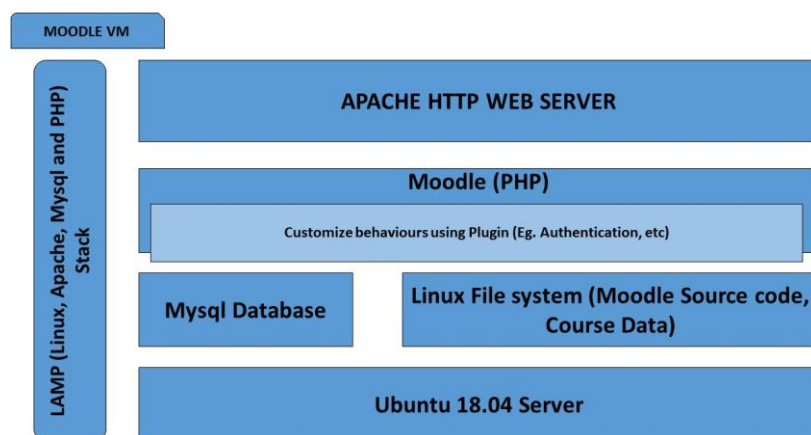 MOODLE VM
LAMP (Linux, Apache, Mysql and PHP)
Stack
APACHE HTTP WEB SERVER
Moodle (PHP)
Customize behaviours using Plugin (Eg. Authentication, etc)
Mysql Database
Linux File system (Moodle Source code,
Course Data)
Ubuntu 18.04 Server